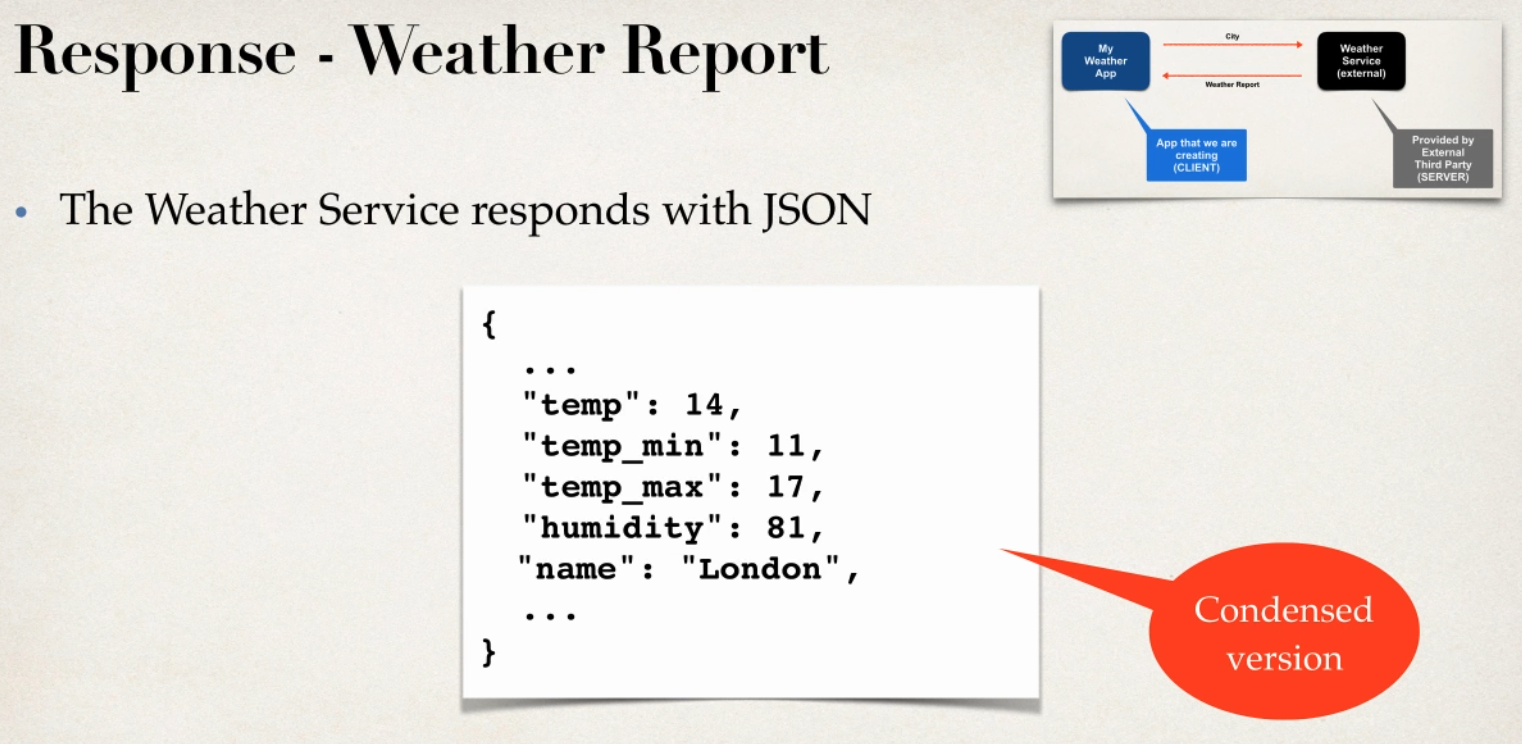 Response - Weather Report
City
My
Weather
App
Weather
Service
(external)
Weather Report
App that we are
creating
(CLIENT)
Provided by
External
Third Party
(SERVER)
• The Weather Service responds with JSON
{
...
"temp": 14,
"temp_min": 11,
"temp_max": 17,
"humidity": 81,
"name": "London",
...
}
Condensed
version